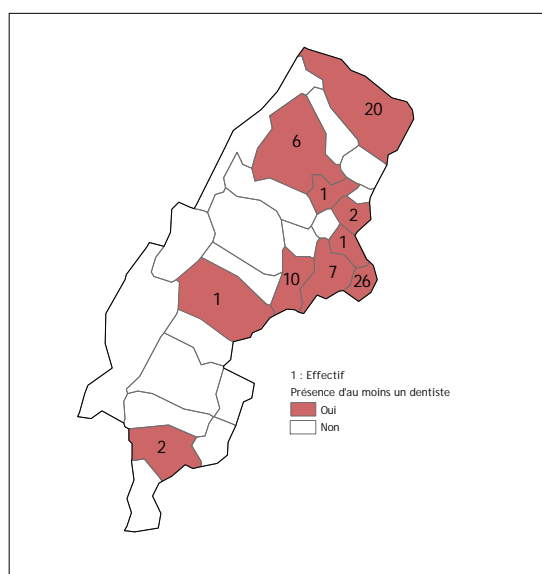 20
6
1
2
1
10
7
26
1
2
1 : Effectif
Présence d'au moins un dentiste
Oui
Non